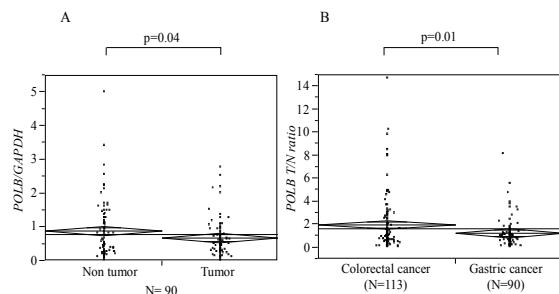 A
p=0.04
POLB/GAPDH
5
4
3
2
1
0
Non tumor
Tumor
N= 90
B
p=0.01
POLB T/N ratio
14
12
10
8
6
4
2
0
Colorectal cancer
Gastric cancer
(N=113)
(N=90)